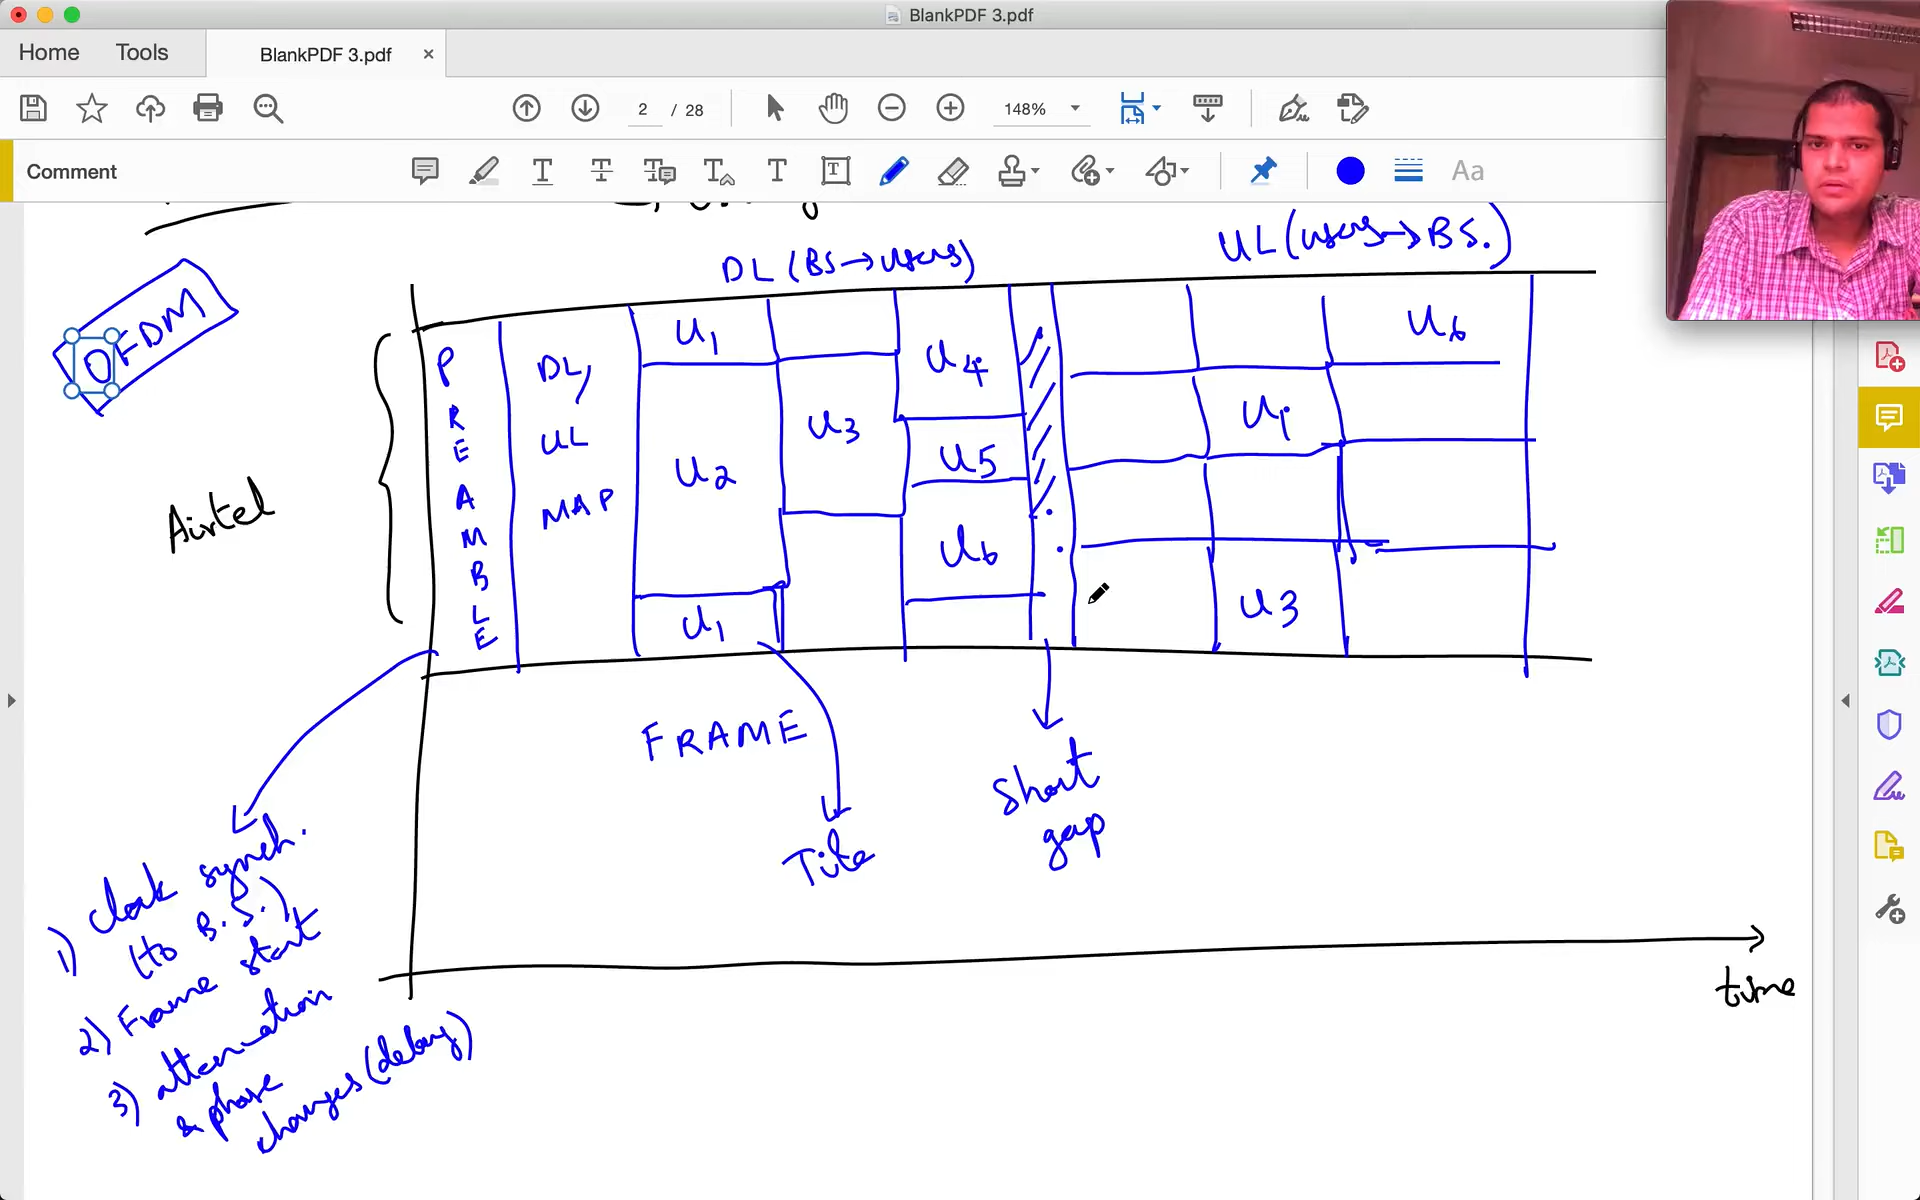 BlankPDF 3.pdf
Home
Tools
BlankPDF 3.pdf
2 / 28
148%
Comment
Aa
DL (BS→users)
UL (users→BS.)
OFDM
Airtel
PREAMBLE
DL,
UL
MAP
U1
U2
U1
U3
U4
U5
U6
U4
U3
U6
FRAME
Tile
Short
gap
time
1) clock synch.
(to B.S.)
2) Frame start
3) attenuation
& phase
changes (delay)